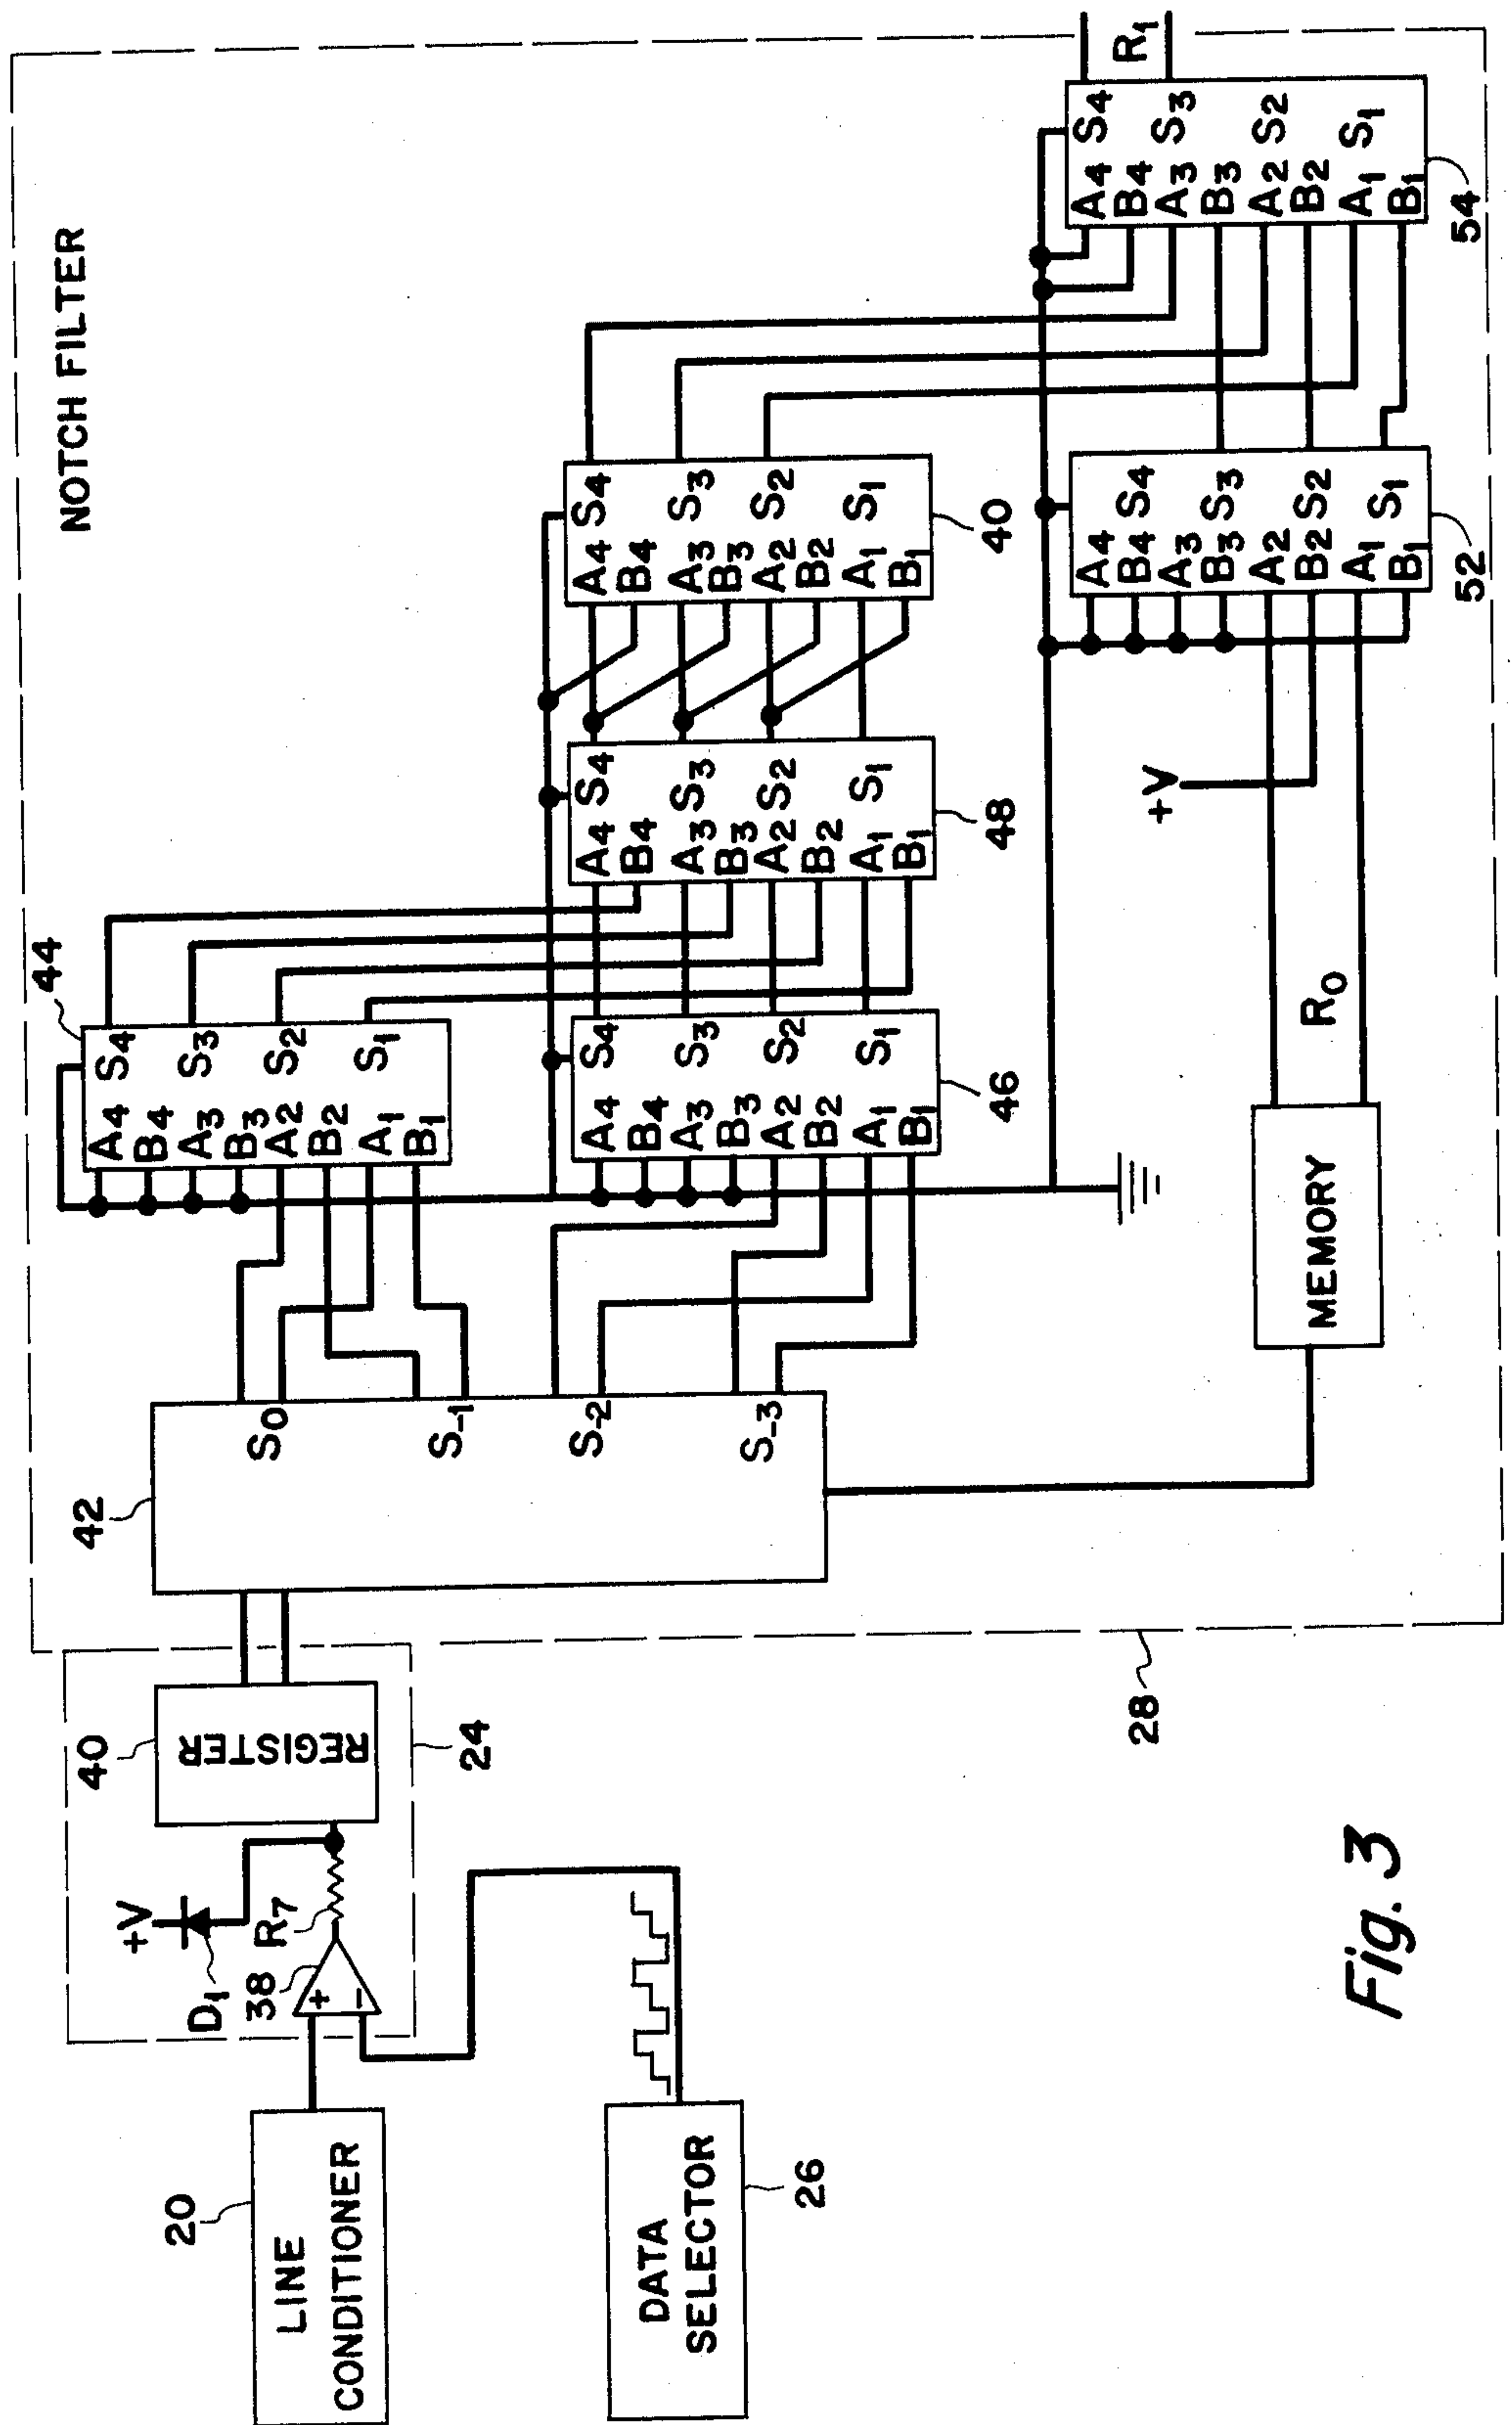 NOTCH FILTER
44
A4 S4
B4
A3 S3
B3
A2 S2
B2
A1 S1
B1
42
S0
S-1
S-2
S-3
A4 S4
B4
A3 S3
B3
A2 S2
B2
A1 S1
B1
46
A4 S4
B4
A3 S3
B3
A2 S2
B2
A1 S1
B1
48
A4 S4
B4
A3 S3
B3
A2 S2
B2
A1 S1
B1
40
A4 S4
B4
A3 S3
B3
A2 S2
B2
A1 S1
B1
52
A4 S4
B4
A3 S3
B3
A2 S2
B2
A1 S1
B1
54
R1
+V
R0
MEMORY
28
40
REGISTER
24
+V
D1
R7
38
+
−
20
LINE
CONDITIONER
DATA
SELECTOR
26
Fig. 3